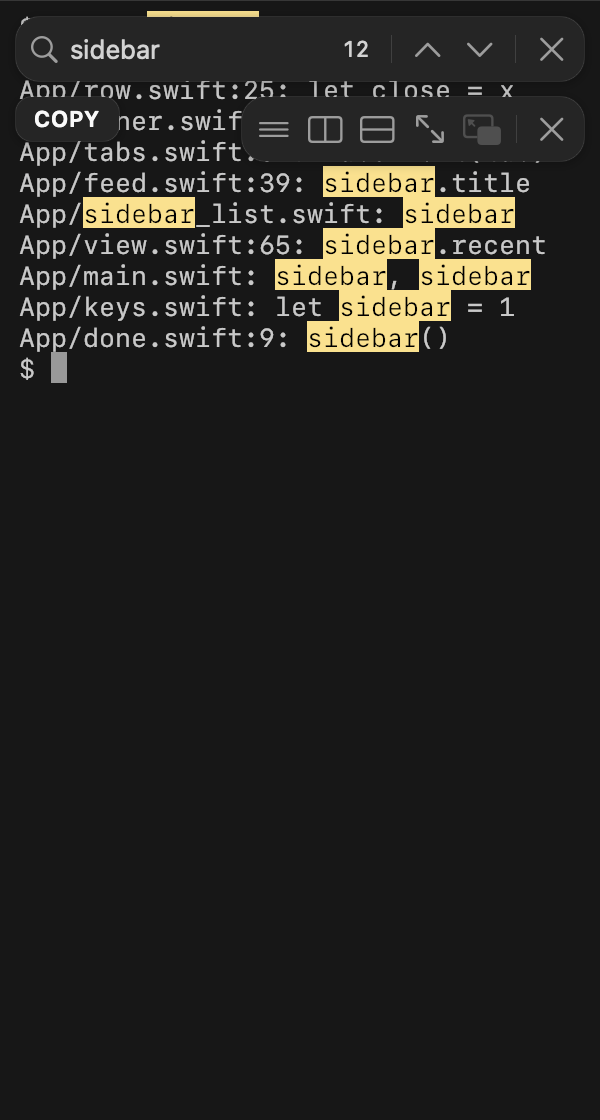 $
sidebar 12
App/row.swift:25: let close = x
COPY
ner.swif
App/tabs.swift
App/feed.swift:39: sidebar.title
App/sidebar_list.swift: sidebar
App/view.swift:65: sidebar.recent
App/main.swift: sidebar, sidebar
App/keys.swift: let sidebar = 1
App/done.swift:9: sidebar()
$